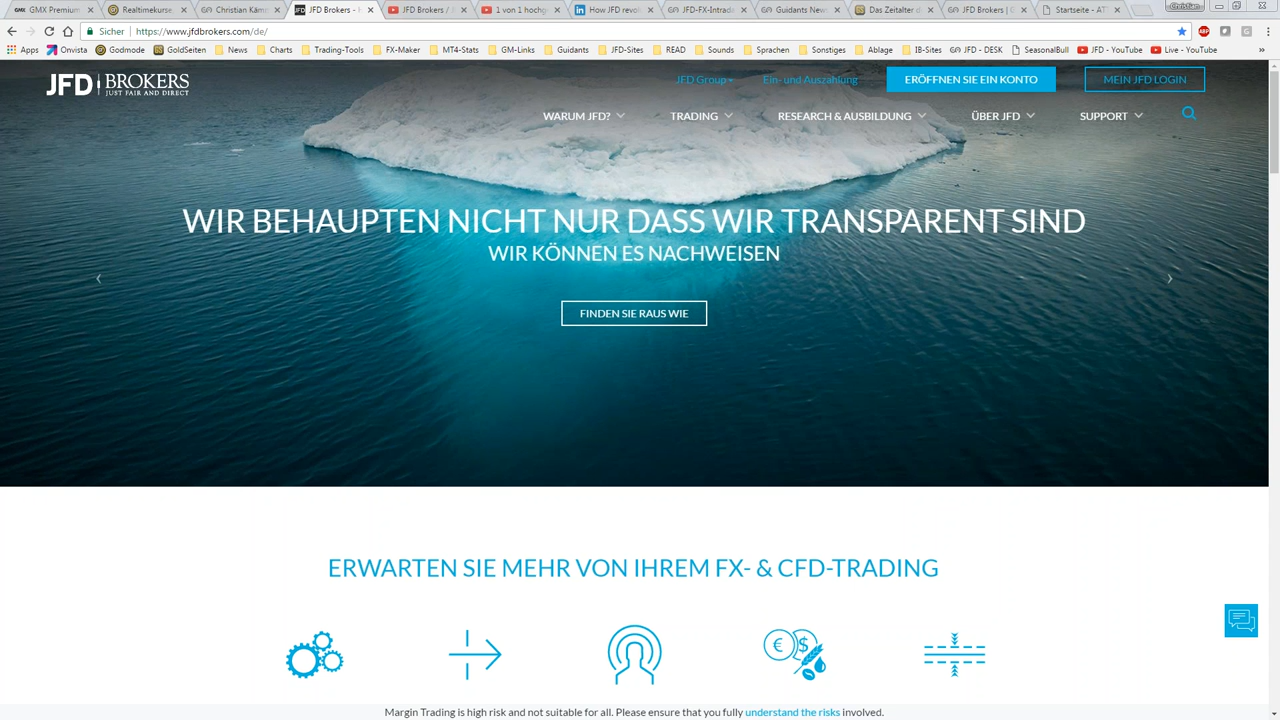 GMX Premium
Realtimekurse
Christian Kämm
JFD Brokers - H
JFD Brokers / J
1 von 1 hochge
How JFD revol
JFD-FX-Intrada
Guidants News
Das Zeitalter d
JFD Brokers | G
Startseite - AT
Christian
Sicher | https://www.jfdbrokers.com/de/
Apps Onvista Godmode GoldSeiten News Charts Trading-Tools FX-Maker MT4-Stats GM-Links Guidants JFD-Sites READ Sounds Sprachen Sonstiges Ablage IB-Sites JFD - DESK SeasonalBull JFD - YouTube Live - YouTube »
JFD | BROKERS
JUST FAIR AND DIRECT
JFD Group Ein- und Auszahlung ERÖFFNEN SIE EIN KONTO MEIN JFD LOGIN
WARUM JFD? TRADING RESEARCH & AUSBILDUNG ÜBER JFD SUPPORT
WIR BEHAUPTEN NICHT NUR DASS WIR TRANSPARENT SIND
WIR KÖNNEN ES NACHWEISEN
FINDEN SIE RAUS WIE
ERWARTEN SIE MEHR VON IHREM FX- & CFD-TRADING
€ $
Margin Trading is high risk and not suitable for all. Please ensure that you fully understand the risks involved.